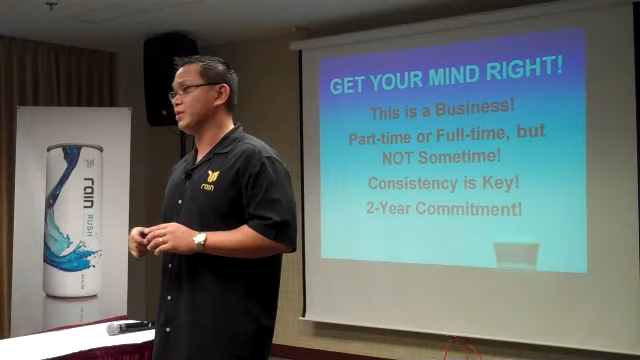 GET YOUR MIND RIGHT!
This is a Business!
Part-time or Full-time, but
NOT Sometime!
Consistency is Key!
2-Year Commitment!
rain
RUSH
rain